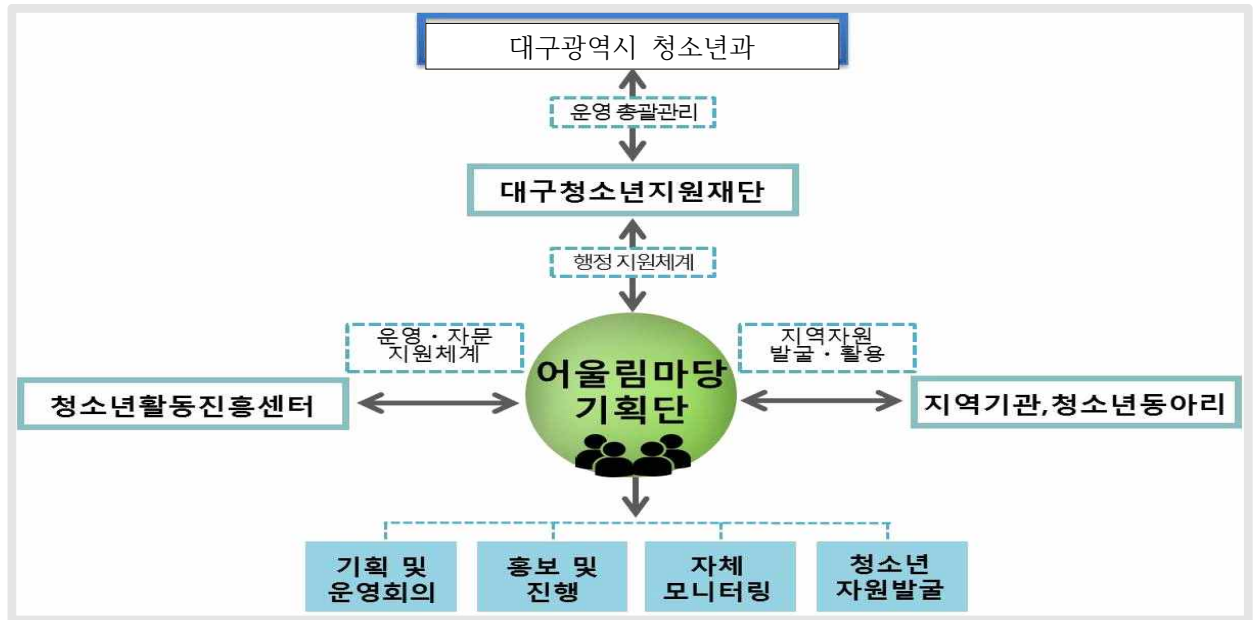 대구광역시 청소년과
운영 총괄관리
대구청소년지원재단
행정 지원체계
운영・자문
지원체계
지역자원
발굴・활용
어울림마당
기획단
청소년활동진흥센터
지역기관,청소년동아리
기획 및
운영회의
홍보 및
진행
자체
모니터링
청소년
자원발굴